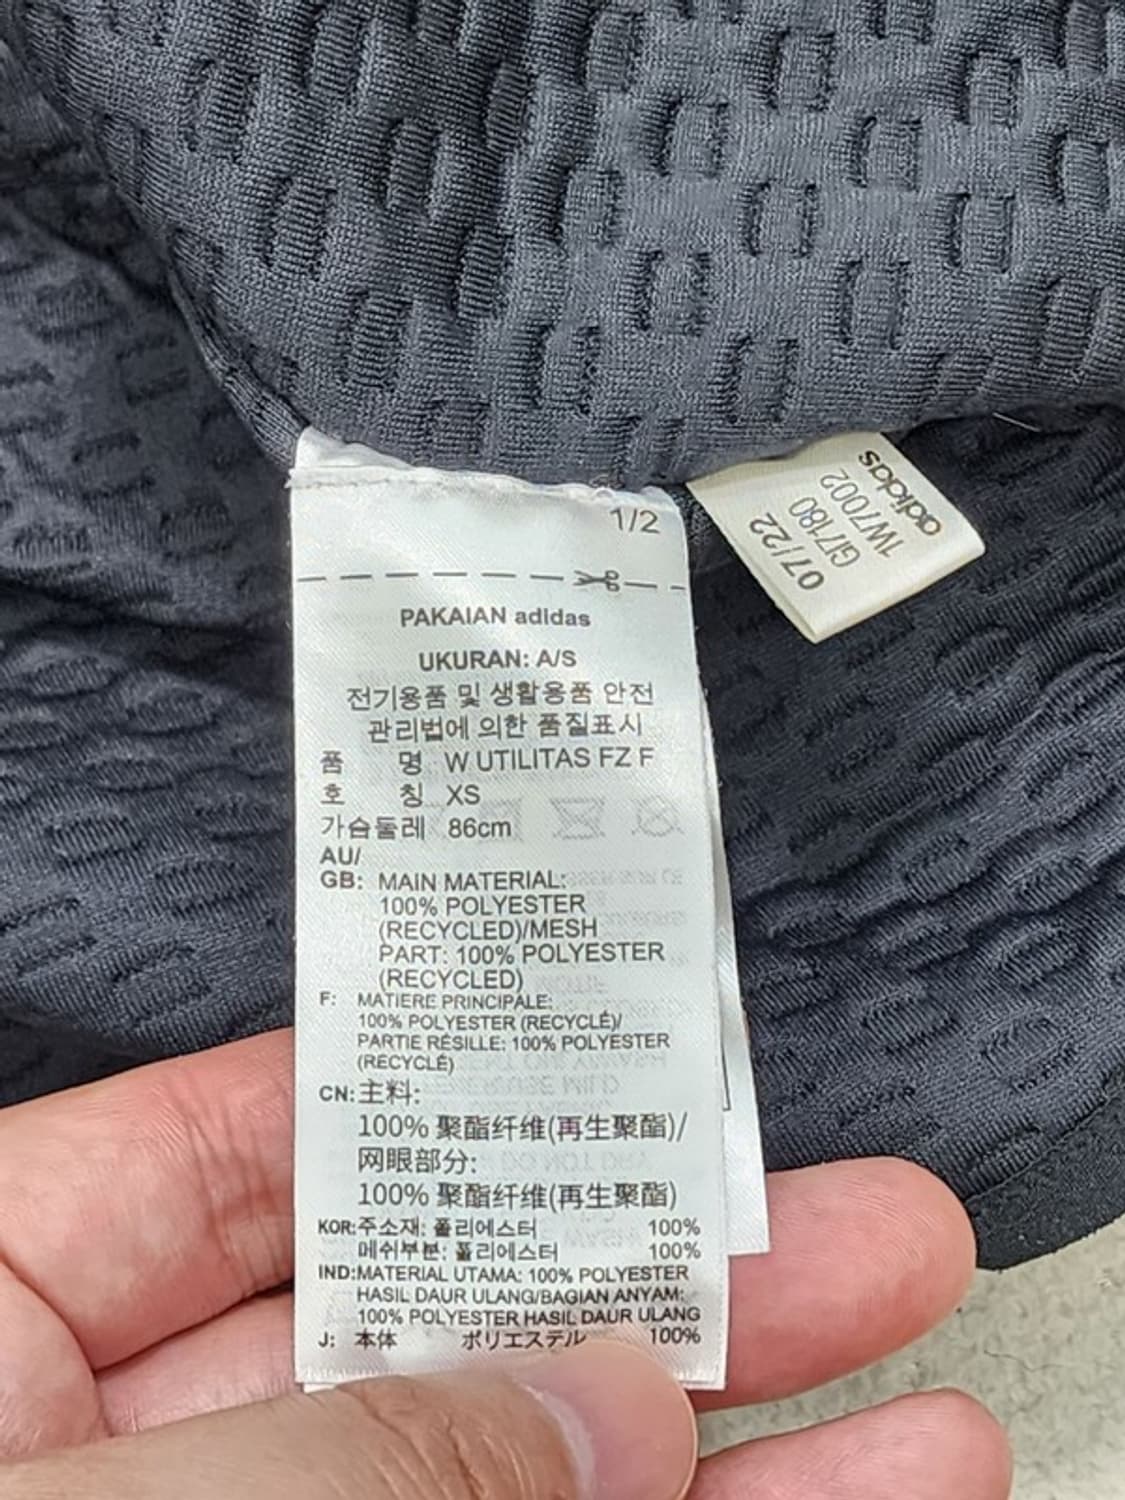 1/2
PAKAIAN adidas
UKURAN: A/S
전기용품 및 생활용품 안전
관리법에 의한 품질표시
품 명 W UTILITAS FZ F
호 칭 XS
가슴둘레 86cm
AU/
GB: MAIN MATERIAL:
100% POLYESTER
(RECYCLED)/MESH
PART: 100% POLYESTER
(RECYCLED)
F: MATIERE PRINCIPALE:
100% POLYESTER (RECYCLÉ)/
PARTIE RÉSILLE: 100% POLYESTER
(RECYCLÉ)
CN: 主料:
100% 聚酯纤维(再生聚酯)/
网眼部分:
100% 聚酯纤维(再生聚酯)
KOR: 주소재: 폴리에스터 100%
메쉬부분: 폴리에스터 100%
IND: MATERIAL UTAMA: 100% POLYESTER
HASIL DAUR ULANG/BAGIAN ANYAM:
100% POLYESTER HASIL DAUR ULANG
J: 本体 ポリエステル 100%
adidas
1W7002
GI7180
07/22